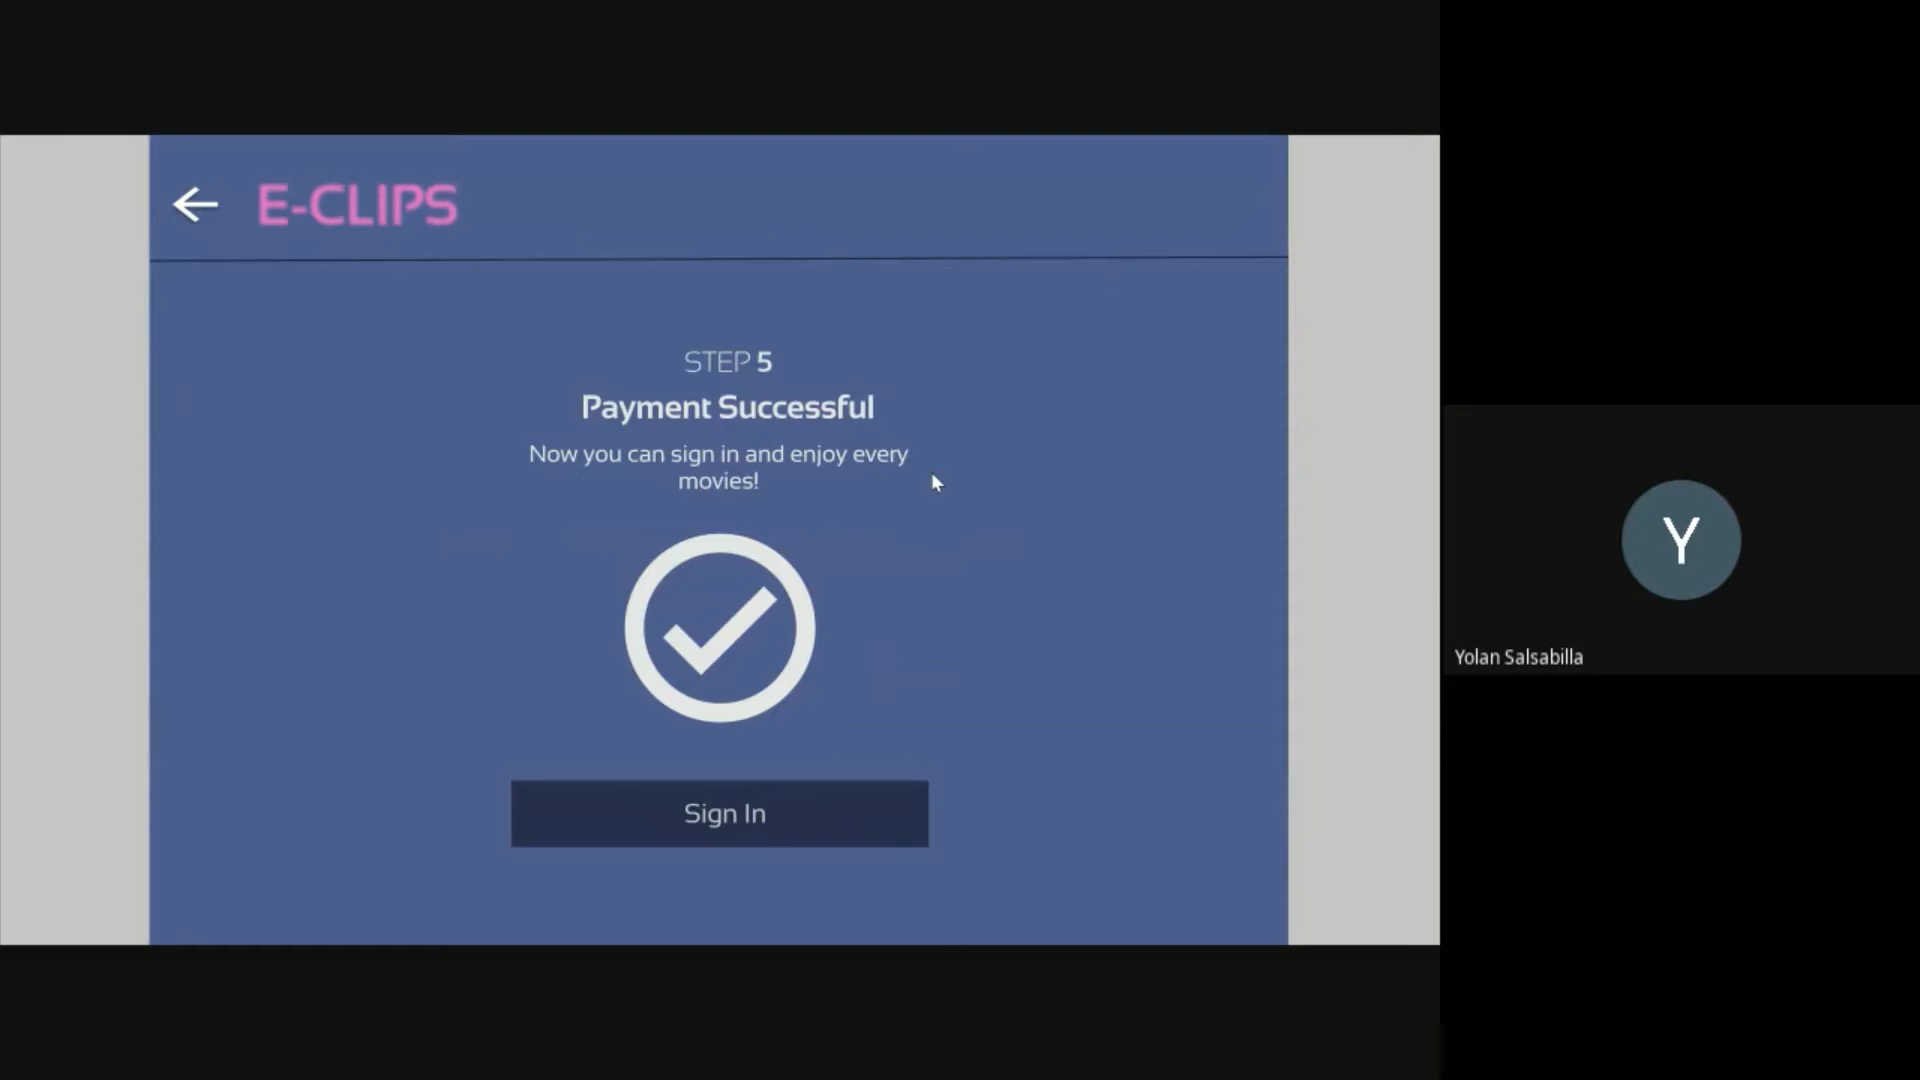 E-CLIPS
STEP 5
Payment Successful
Now you can sign in and enjoy every
movies!
Sign In
Y
Yolan Salsabilla